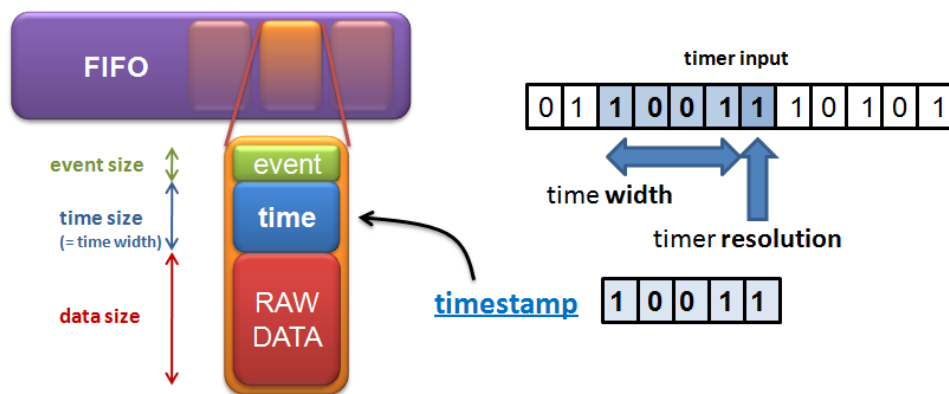 FIFO
event size
time size
(= time width)
data size
event
time
RAW
DATA
timestamp
timer input
0 1 1 0 0 1 1 1 0 1 0 1
time width
timer resolution
1 0 0 1 1